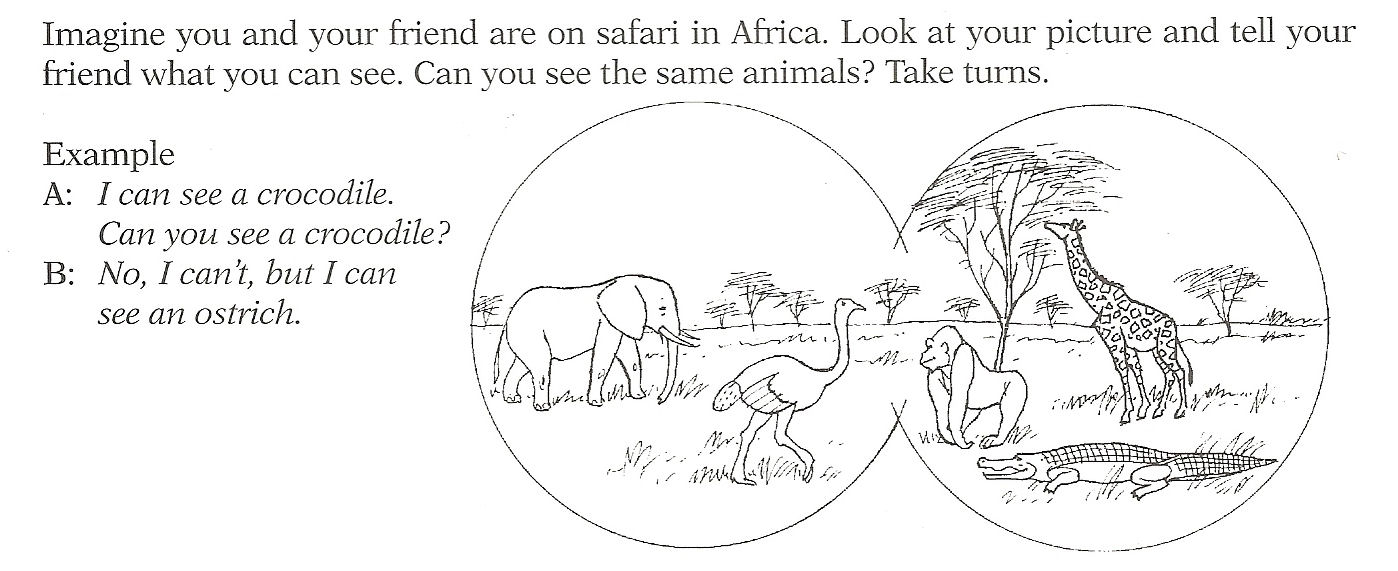 Imagine you and your friend are on safari in Africa. Look at your picture and tell your
friend what you can see. Can you see the same animals? Take turns.
Example
A: I can see a crocodile.
Can you see a crocodile?
B: No, I can't, but I can
see an ostrich.